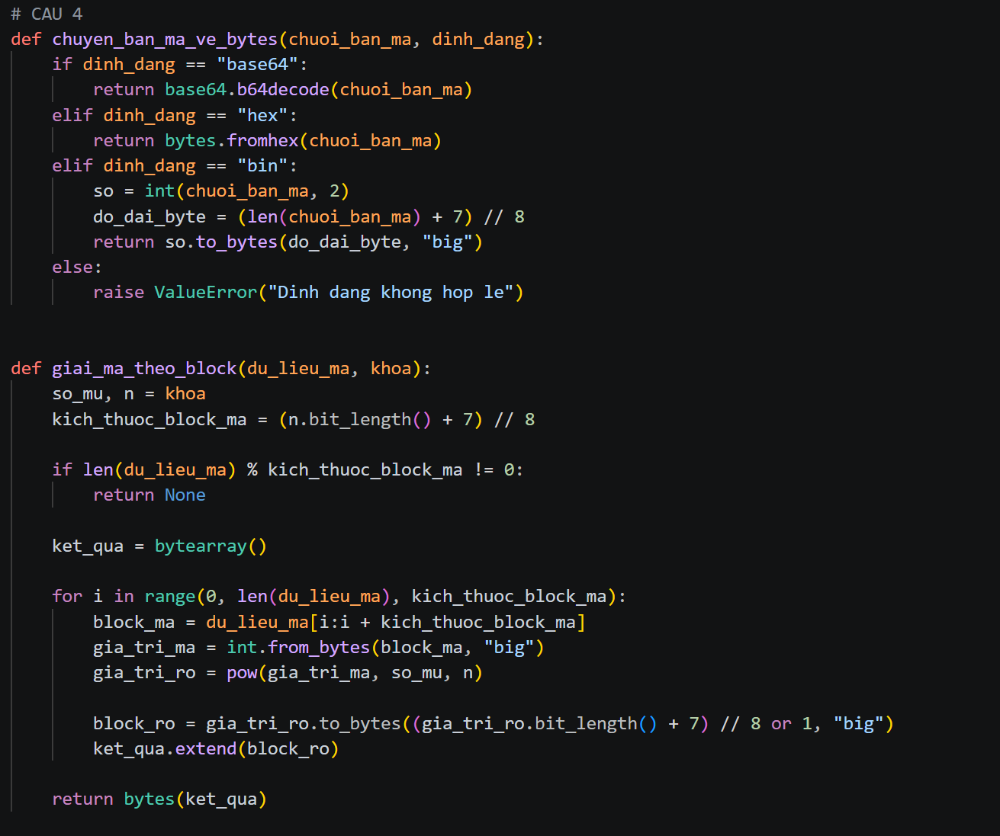 # CAU 4
def chuyen_ban_ma_ve_bytes(chuoi_ban_ma, dinh_dang):
    if dinh_dang == "base64":
        return base64.b64decode(chuoi_ban_ma)
    elif dinh_dang == "hex":
        return bytes.fromhex(chuoi_ban_ma)
    elif dinh_dang == "bin":
        so = int(chuoi_ban_ma, 2)
        do_dai_byte = (len(chuoi_ban_ma) + 7) // 8
        return so.to_bytes(do_dai_byte, "big")
    else:
        raise ValueError("Dinh dang khong hop le")
def giai_ma_theo_block(du_lieu_ma, khoa):
    so_mu, n = khoa
    kich_thuoc_block_ma = (n.bit_length() + 7) // 8
    if len(du_lieu_ma) % kich_thuoc_block_ma != 0:
        return None
    ket_qua = bytearray()
    for i in range(0, len(du_lieu_ma), kich_thuoc_block_ma):
        block_ma = du_lieu_ma[i:i + kich_thuoc_block_ma]
        gia_tri_ma = int.from_bytes(block_ma, "big")
        gia_tri_ro = pow(gia_tri_ma, so_mu, n)
        block_ro = gia_tri_ro.to_bytes((gia_tri_ro.bit_length() + 7) // 8 or 1, "big")
        ket_qua.extend(block_ro)
    return bytes(ket_qua)